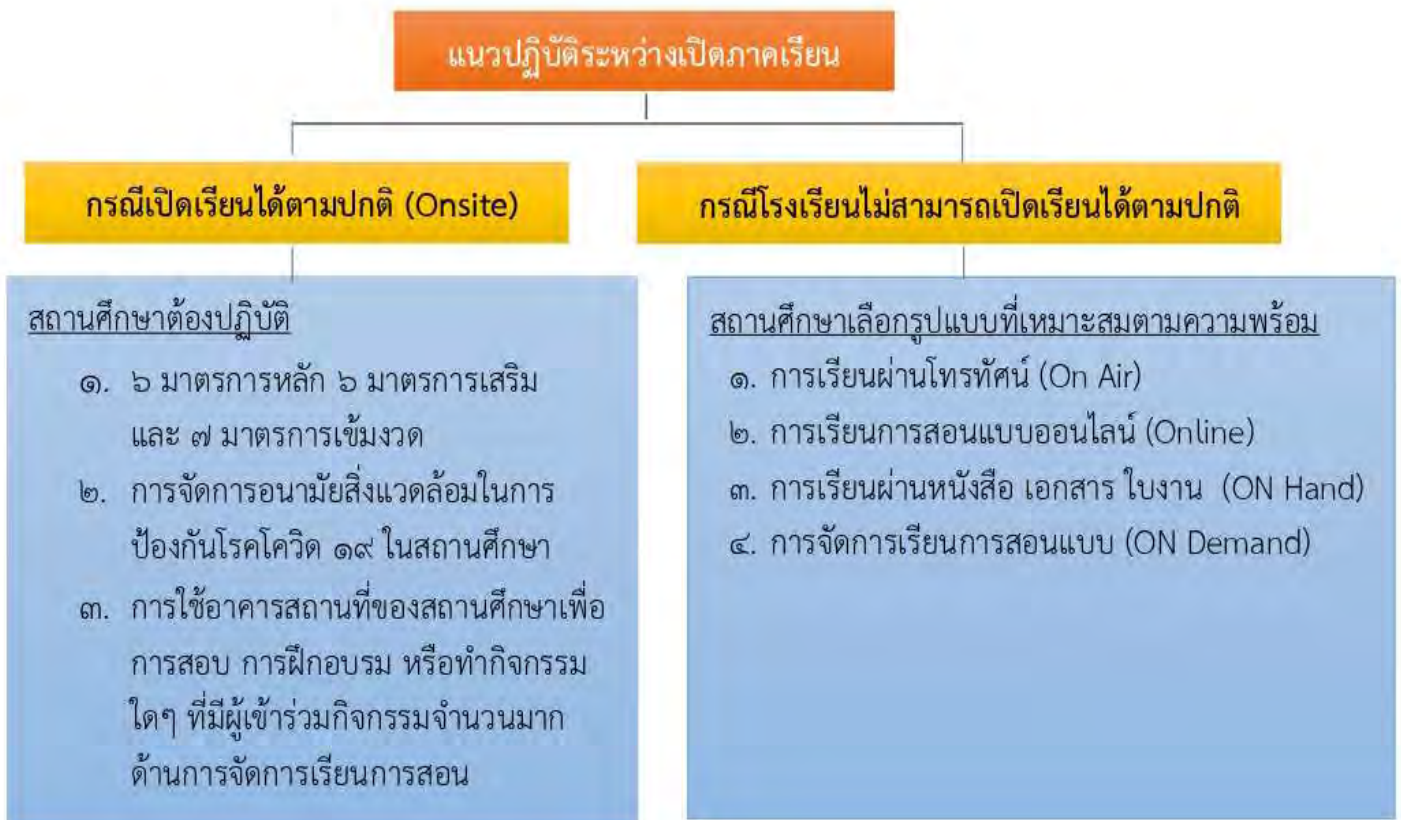 แนวปฏิบัติระหว่างเปิดภาคเรียน
กรณีเปิดเรียนได้ตามปกติ (Onsite)
สถานศึกษาต้องปฏิบัติ
๑. ๖ มาตรการหลัก ๖ มาตรการเสริม
และ ๗ มาตรการเข้มงวด
๒. การจัดการอนามัยสิ่งแวดล้อมในการ
ป้องกันโรคโควิด ๑๙ ในสถานศึกษา
๓. การใช้อาคารสถานที่ของสถานศึกษาเพื่อ
การสอบ การฝึกอบรม หรือทำกิจกรรม
ใดๆ ที่มีผู้เข้าร่วมกิจกรรมจำนวนมาก
ด้านการจัดการเรียนการสอน
กรณีโรงเรียนไม่สามารถเปิดเรียนได้ตามปกติ
สถานศึกษาเลือกรูปแบบที่เหมาะสมตามความพร้อม
๑. การเรียนผ่านโทรทัศน์ (On Air)
๒. การเรียนการสอนแบบออนไลน์ (Online)
๓. การเรียนผ่านหนังสือ เอกสาร ใบงาน (ON Hand)
๔. การจัดการเรียนการสอนแบบ (ON Demand)